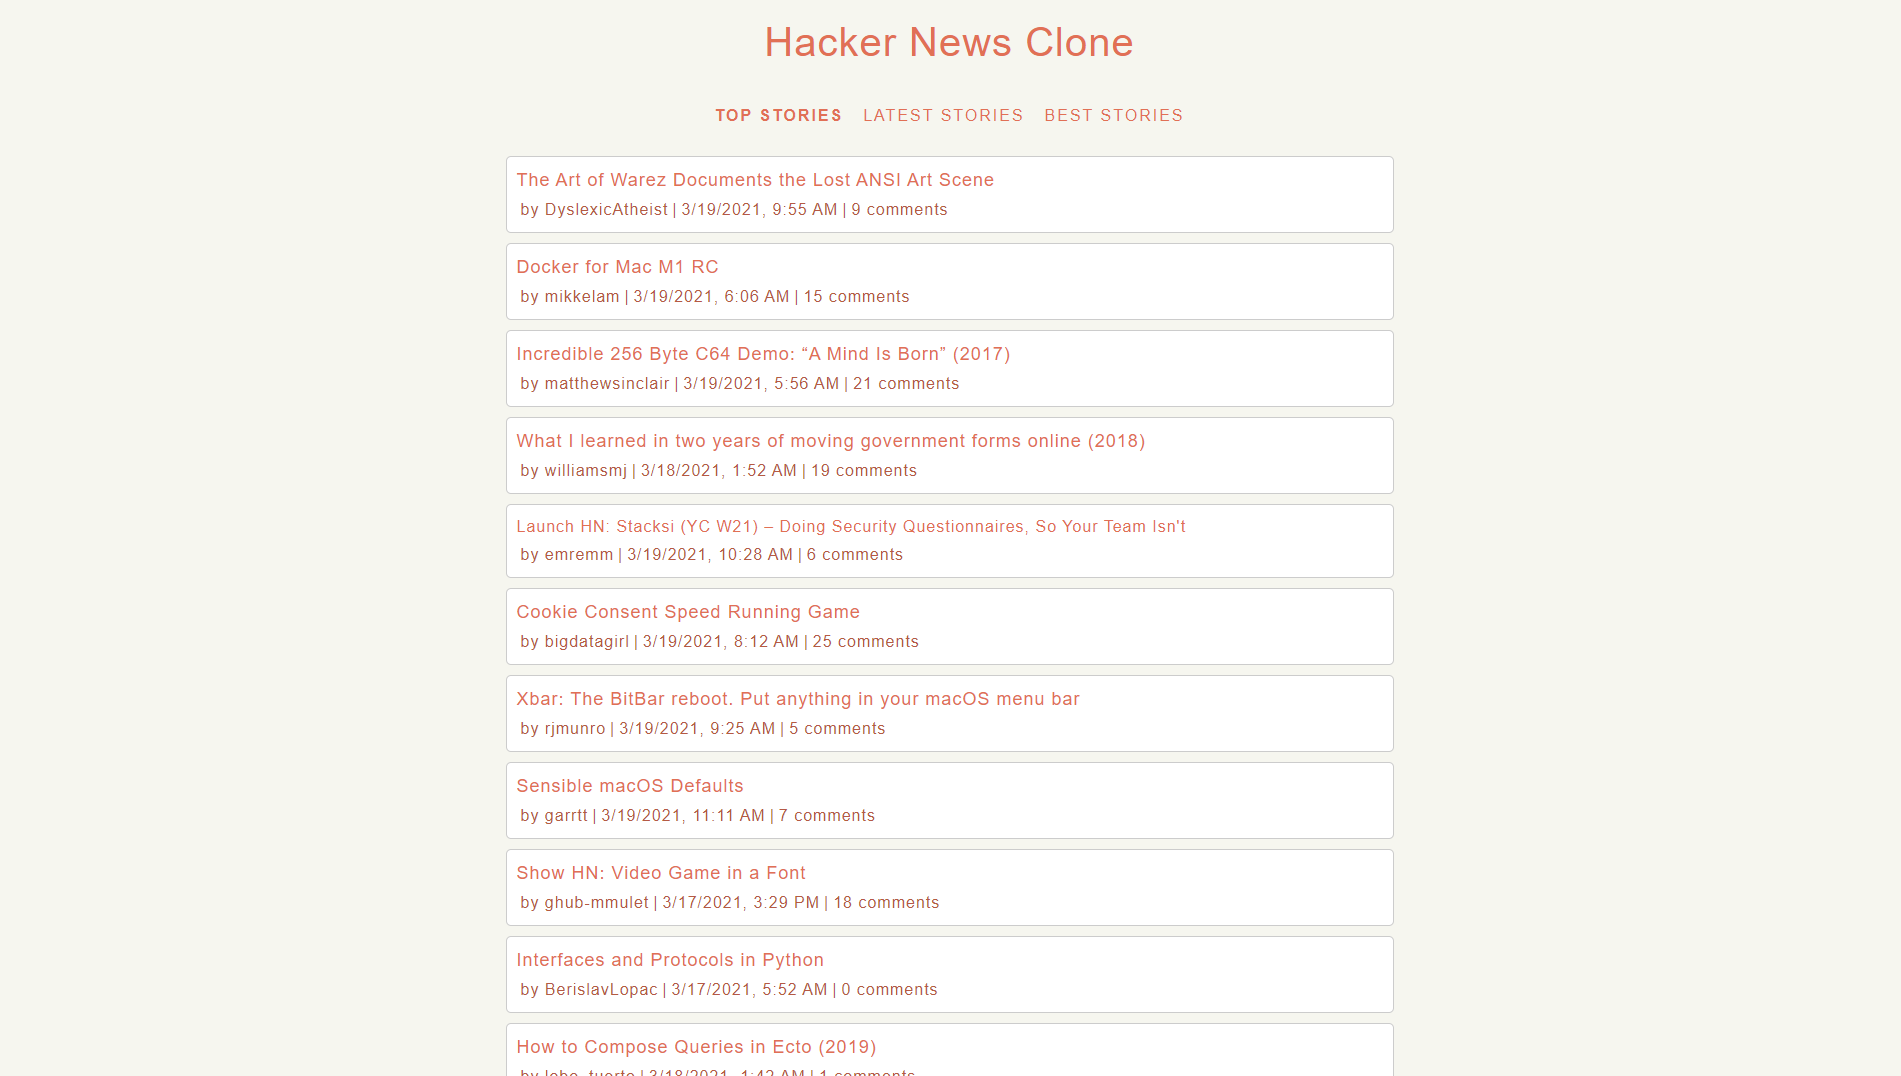 Hacker News Clone
TOP STORIES LATEST STORIES BEST STORIES
The Art of Warez Documents the Lost ANSI Art Scene
by DyslexicAtheist | 3/19/2021, 9:55 AM | 9 comments
Docker for Mac M1 RC
by mikkelam | 3/19/2021, 6:06 AM | 15 comments
Incredible 256 Byte C64 Demo: “A Mind Is Born” (2017)
by matthewsinclair | 3/19/2021, 5:56 AM | 21 comments
What I learned in two years of moving government forms online (2018)
by williamsmj | 3/18/2021, 1:52 AM | 19 comments
Launch HN: Stacksi (YC W21) – Doing Security Questionnaires, So Your Team Isn't
by emremm | 3/19/2021, 10:28 AM | 6 comments
Cookie Consent Speed Running Game
by bigdatagirl | 3/19/2021, 8:12 AM | 25 comments
Xbar: The BitBar reboot. Put anything in your macOS menu bar
by rjmunro | 3/19/2021, 9:25 AM | 5 comments
Sensible macOS Defaults
by garrtt | 3/19/2021, 11:11 AM | 7 comments
Show HN: Video Game in a Font
by ghub-mmulet | 3/17/2021, 3:29 PM | 18 comments
Interfaces and Protocols in Python
by BerislavLopac | 3/17/2021, 5:52 AM | 0 comments
How to Compose Queries in Ecto (2019)
by lobo_tuerto | 3/18/2021, 1:42 AM | 1 comments